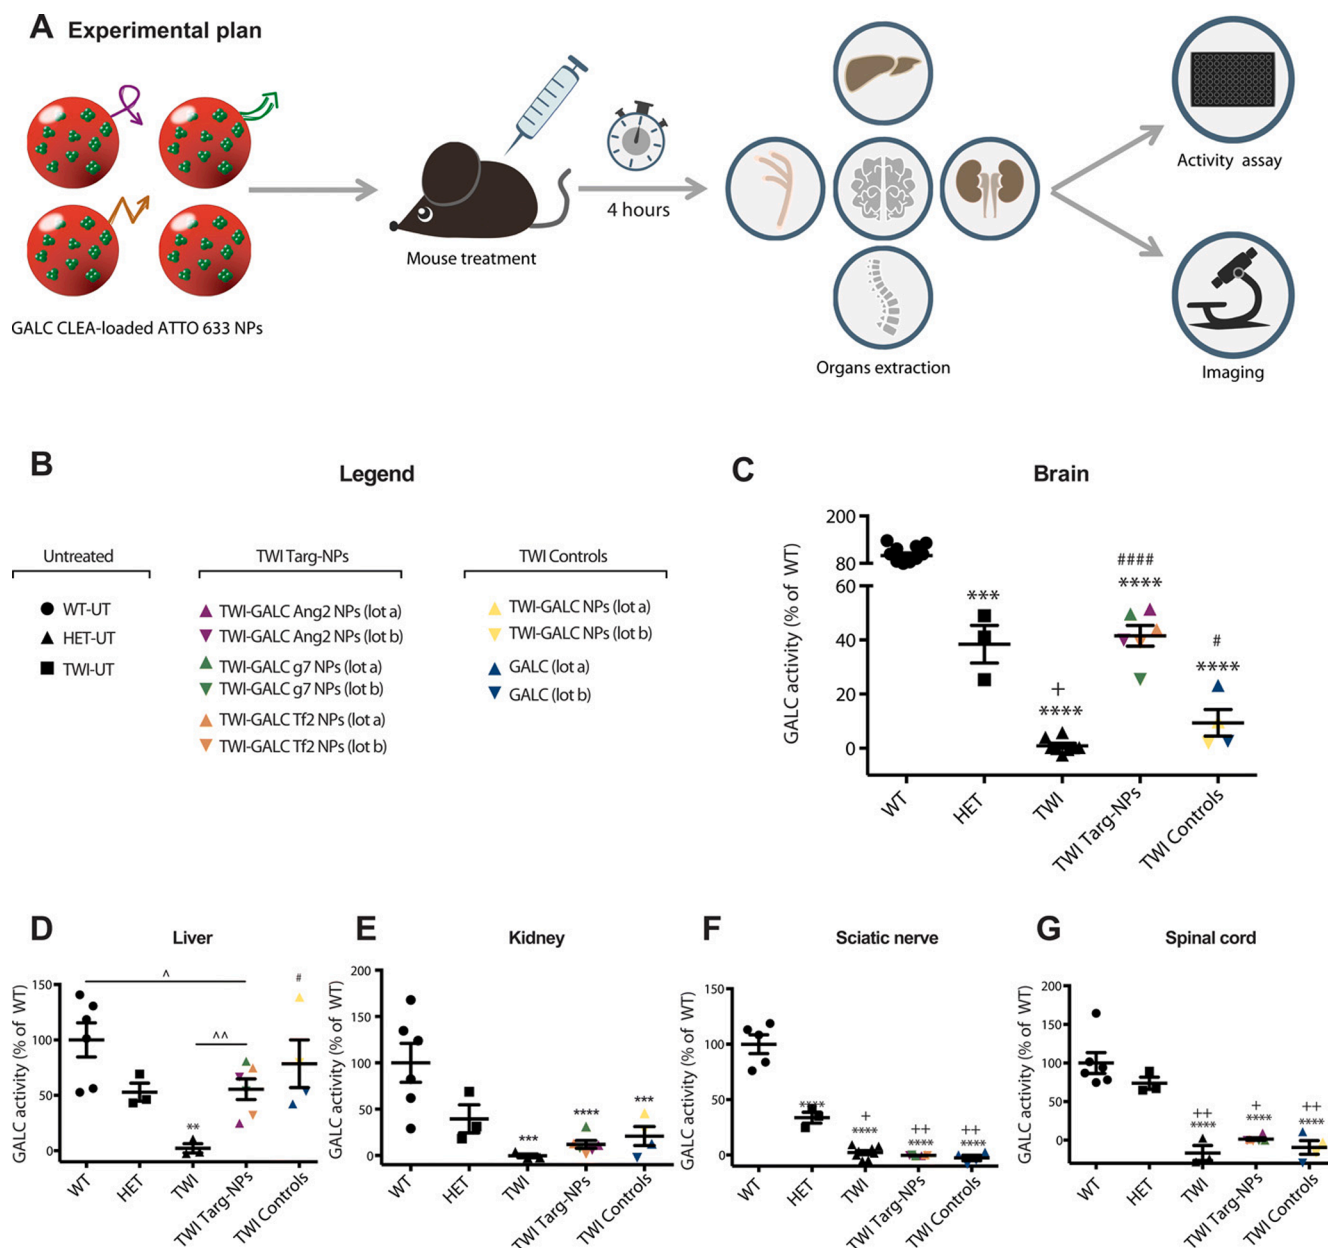 A Experimental plan
GALC CLEA-loaded ATTO 633 NPs
Mouse treatment
4 hours
Organs extraction
Activity assay
Imaging
B Legend
Untreated
WT-UT
HET-UT
TWI-UT
TWI Targ-NPs
TWI-GALC Ang2 NPs (lot a)
TWI-GALC Ang2 NPs (lot b)
TWI-GALC g7 NPs (lot a)
TWI-GALC g7 NPs (lot b)
TWI-GALC Tf2 NPs (lot a)
TWI-GALC Tf2 NPs (lot b)
TWI Controls
TWI-GALC NPs (lot a)
TWI-GALC NPs (lot b)
GALC (lot a)
GALC (lot b)
C Brain
GALC activity (% of WT)
200
80
60
40
20
0
***
+
****
####
****
#
****
WT
HET
TWI
TWI Targ-NPs
TWI Controls
D Liver
GALC activity (% of WT)
150
100
50
0
^
^^
**
#
WT
HET
TWI
TWI Targ-NPs
TWI Controls
E Kidney
GALC activity (% of WT)
200
150
100
50
0
***
****
***
WT
HET
TWI
TWI Targ-NPs
TWI Controls
F Sciatic nerve
GALC activity (% of WT)
150
100
50
0
****
+
****
++
****
++
****
WT
HET
TWI
TWI Targ-NPs
TWI Controls
G Spinal cord
GALC activity (% of WT)
200
150
100
50
0
++
****
+
****
++
****
WT
HET
TWI
TWI Targ-NPs
TWI Controls